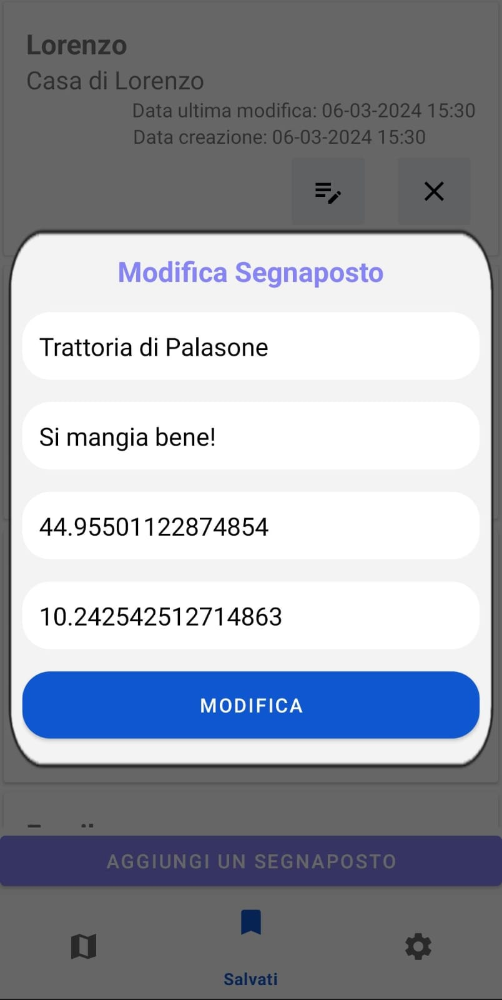 Lorenzo
Casa di Lorenzo
Data ultima modifica: 06-03-2024 15:30
Data creazione: 06-03-2024 15:30
Modifica Segnaposto
Trattoria di Palasone
Si mangia bene!
44.95501122874854
10.242542512714863
MODIFICA
AGGIUNGI UN SEGNAPOSTO
Salvati